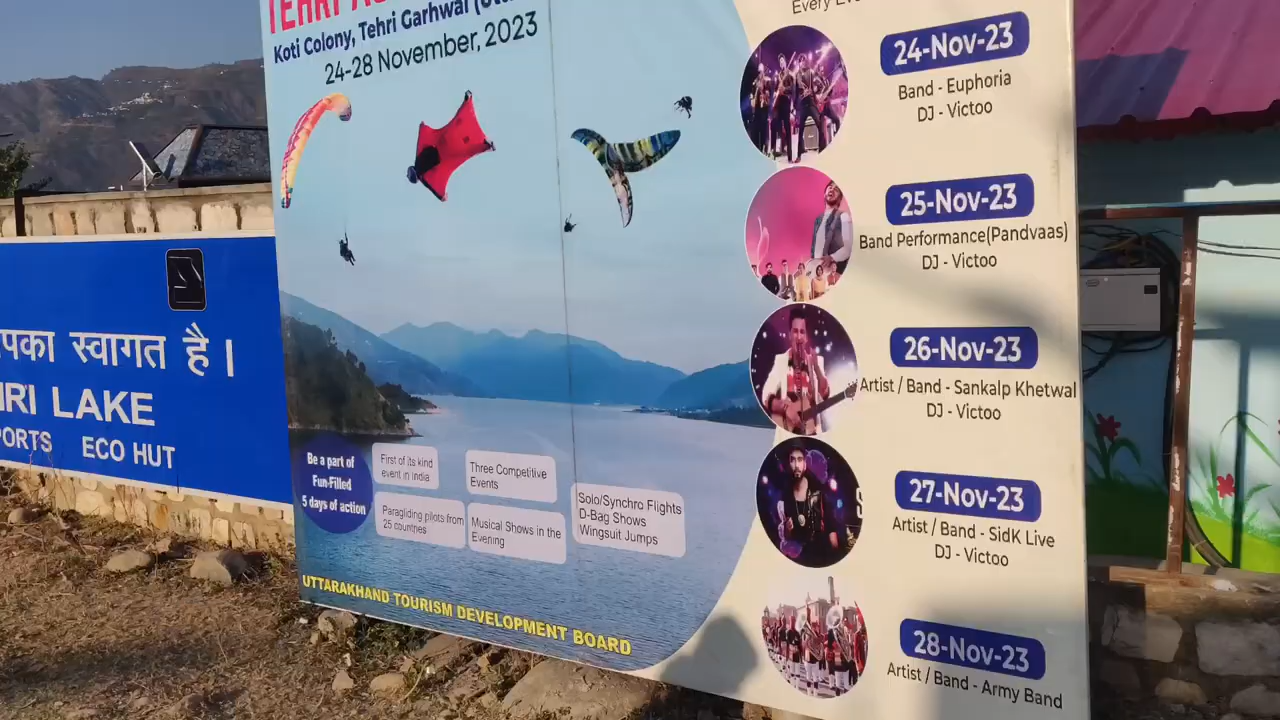 Koti Colony, Tehri Garhwal
24-28 November, 2023
स्वागत है।
LAKE
ECO HUT
Be a part of
Fun-Filled
5 days of action
First of its kind
event in India
Paragliding pilots from
25 countries
Three Competitive
Events
Musical Shows in the
Evening
Solo/Synchro Flights
D-Bag Shows
Wingsuit Jumps
UTTARAKHAND TOURISM DEVELOPMENT BOARD
Every
24-Nov-23
Band - Euphoria
DJ - Victoo
25-Nov-23
Band Performance(Pandvaas)
DJ - Victoo
26-Nov-23
Artist / Band - Sankalp Khetwal
DJ - Victoo
27-Nov-23
Artist / Band - SidK Live
DJ - Victoo
28-Nov-23
Artist / Band - Army Band